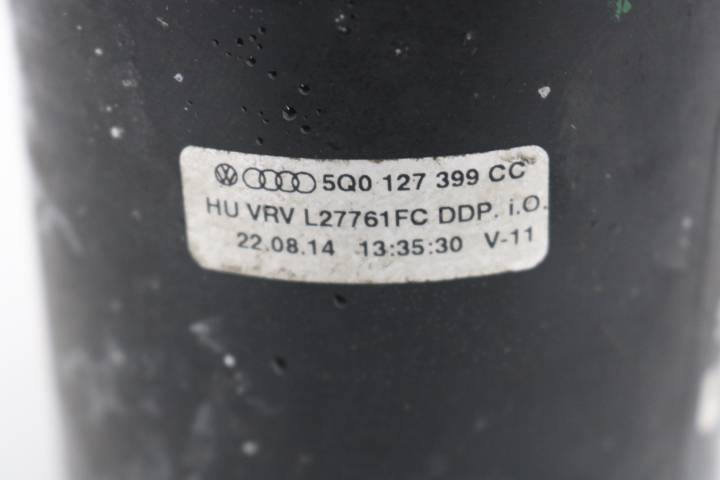 5Q0 127 399 CC
HU VRV L27761FC DDP. i.O.
22.08.14 13:35:30 V-11